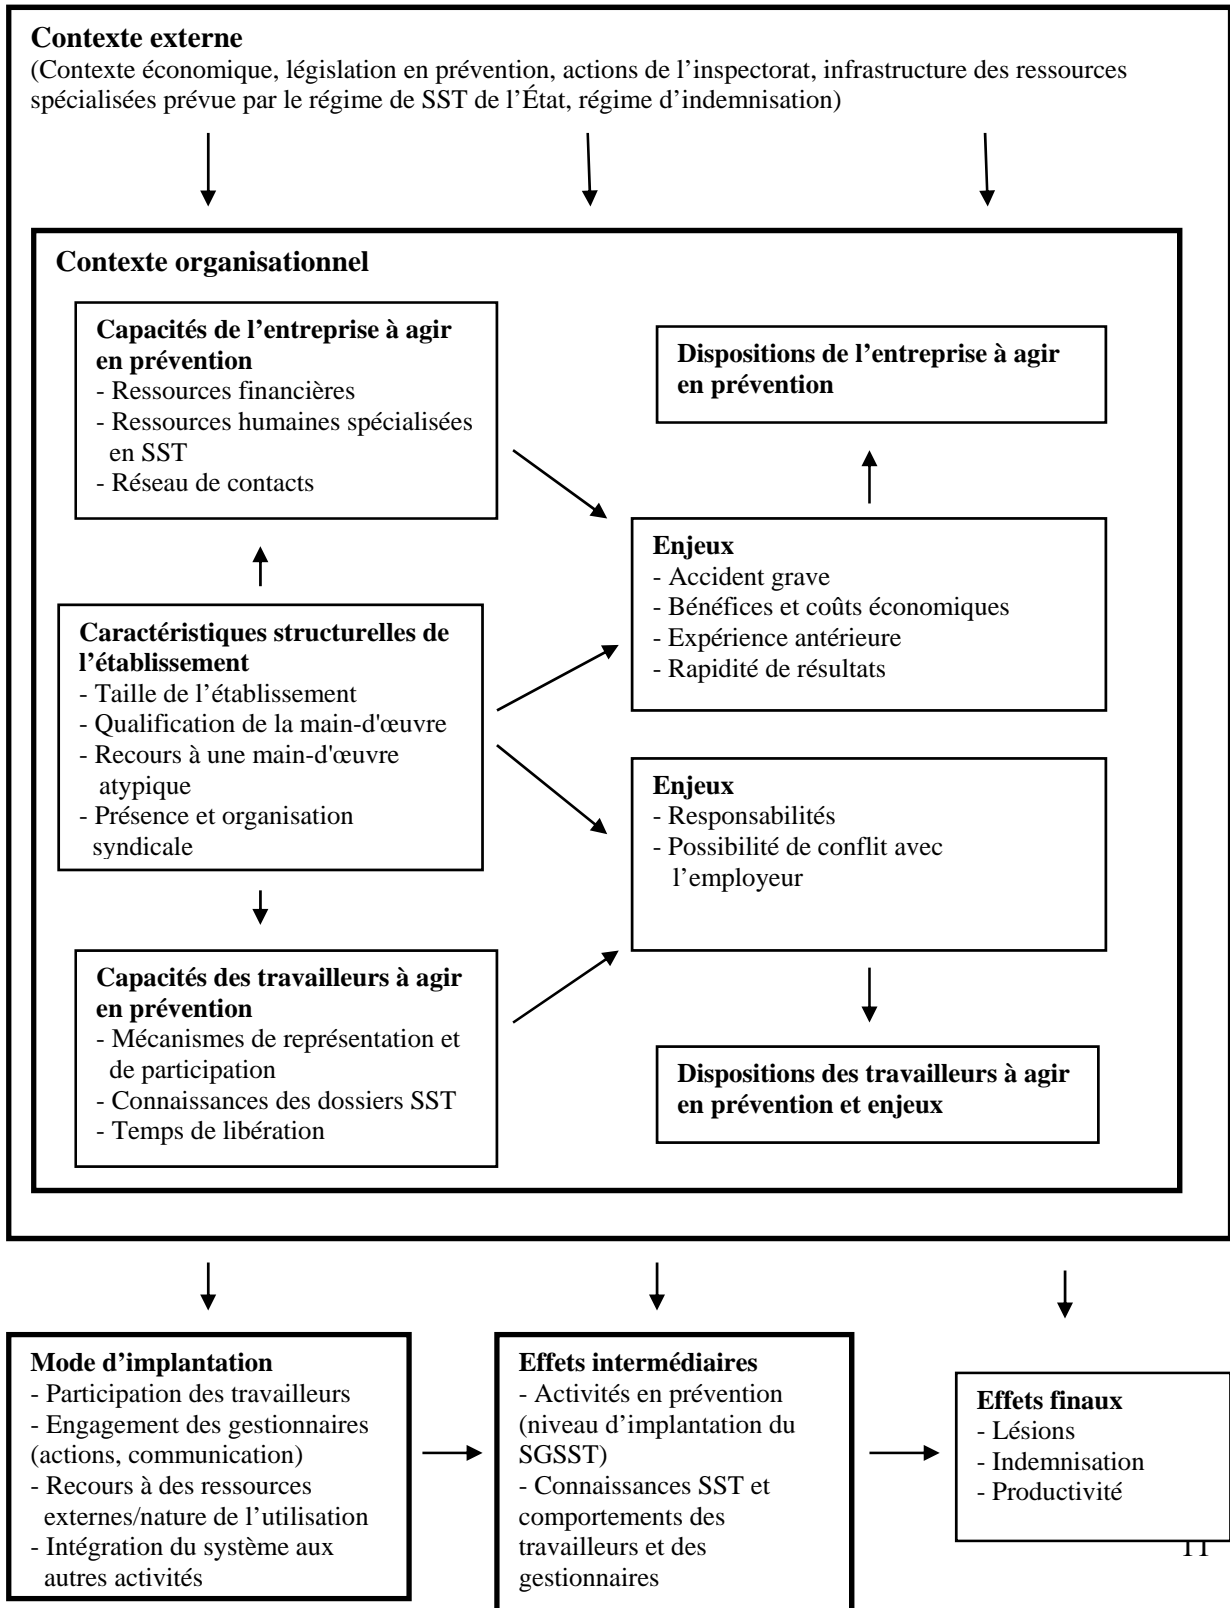 Contexte externe
(Contexte économique, législation en prévention, actions de l’inspectorat, infrastructure des ressources
spécialisées prévue par le régime de SST de l’État, régime d’indemnisation)
Contexte organisationnel
Capacités de l’entreprise à agir
en prévention
- Ressources financières
- Ressources humaines spécialisées
en SST
- Réseau de contacts
Dispositions de l’entreprise à agir
en prévention
Enjeux
- Accident grave
- Bénéfices et coûts économiques
- Expérience antérieure
- Rapidité de résultats
Caractéristiques structurelles de
l’établissement
- Taille de l’établissement
- Qualification de la main-d'œuvre
- Recours à une main-d'œuvre
atypique
- Présence et organisation
syndicale
Enjeux
- Responsabilités
- Possibilité de conflit avec
l’employeur
Capacités des travailleurs à agir
en prévention
- Mécanismes de représentation et
de participation
- Connaissances des dossiers SST
- Temps de libération
Dispositions des travailleurs à agir
en prévention et enjeux
Mode d’implantation
- Participation des travailleurs
- Engagement des gestionnaires
(actions, communication)
- Recours à des ressources
externes/nature de l’utilisation
- Intégration du système aux
autres activités
Effets intermédiaires
- Activités en prévention
(niveau d’implantation du
SGSST)
- Connaissances SST et
comportements des
travailleurs et des
gestionnaires
Effets finaux
- Lésions
- Indemnisation
- Productivité
11